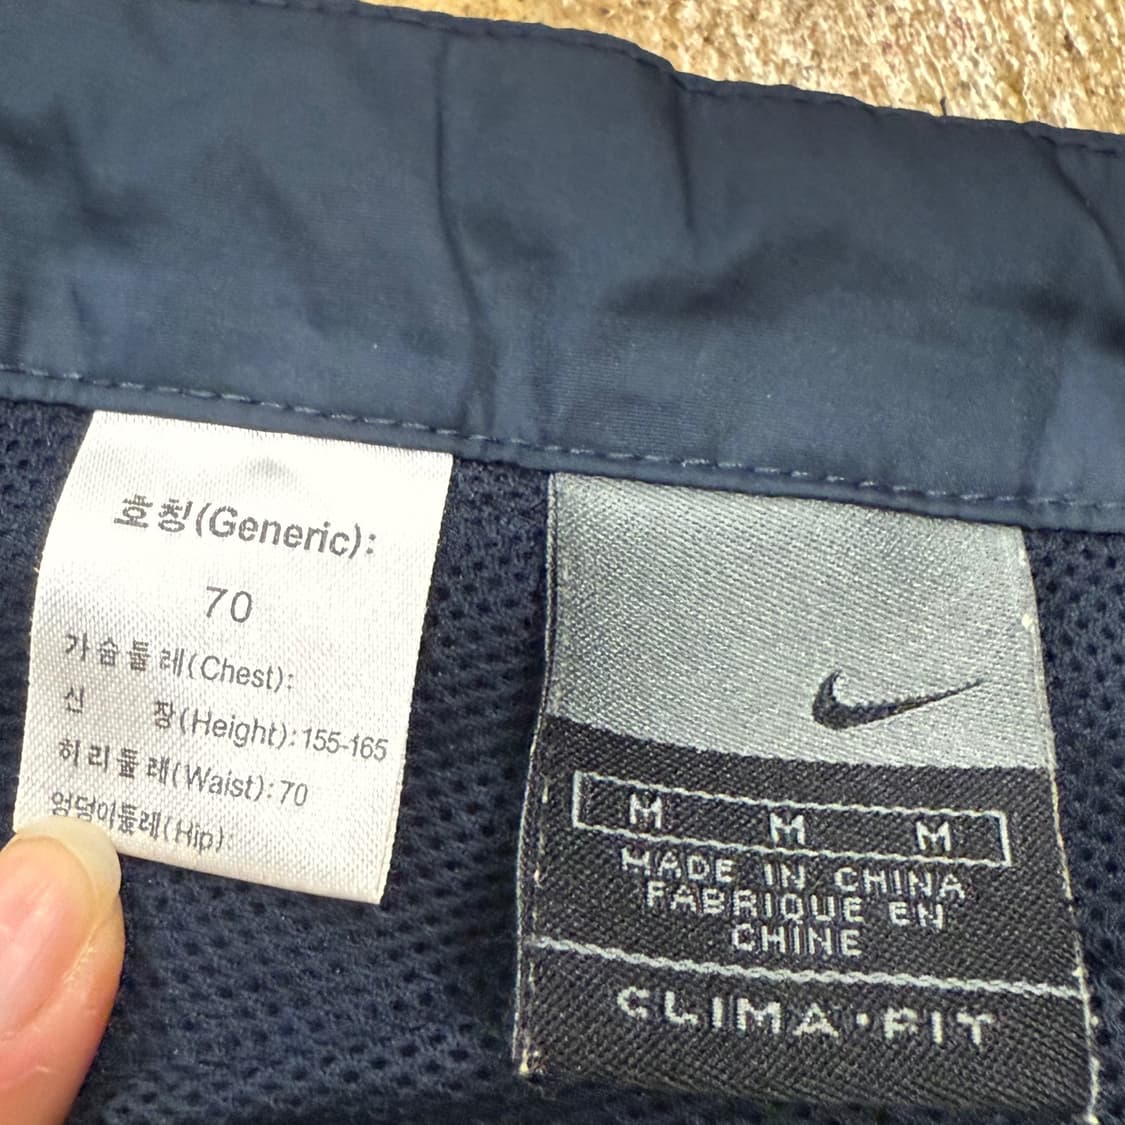 호칭(Generic):
70
가슴둘레(Chest):
신 장(Height):155-165
허리둘레(Waist):70
엉덩이둘레(Hip):
M M M
MADE IN CHINA
FABRIQUE EN
CHINE
CLIMA•FIT